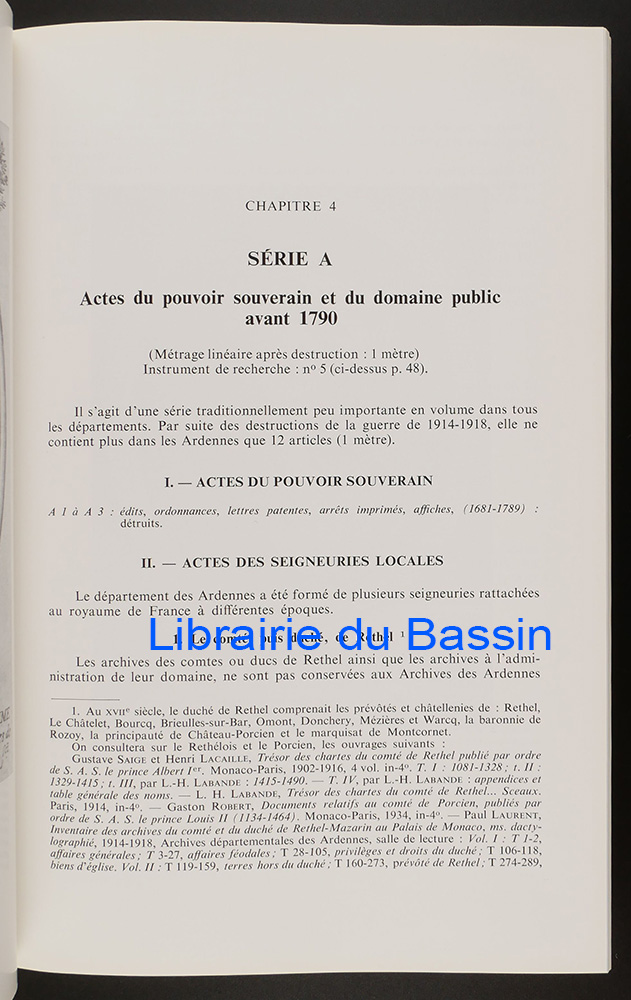 CHAPITRE 4
SÉRIE A
Actes du pouvoir souverain et du domaine public
avant 1790
(Métrage linéaire après destruction : 1 mètre)
Instrument de recherche : nº 5 (ci-dessus p. 48).
Il s'agit d'une série traditionnellement peu importante en volume dans tous
les départements. Par suite des destructions de la guerre de 1914-1918, elle ne
contient plus dans les Ardennes que 12 articles (1 mètre).
I. — ACTES DU POUVOIR SOUVERAIN
A 1 à A 3 : édits, ordonnances, lettres patentes, arrêts imprimés, affiches, (1681-1789) :
détruits.
II. — ACTES DES SEIGNEURIES LOCALES
Le département des Ardennes a été formé de plusieurs seigneuries rattachées
au royaume de France à différentes époques.
1. Le comté, puis duché, de Rethel ¹
Librairie du Bassin
Les archives des comtes ou ducs de Rethel ainsi que les archives à l'admi-
nistration de leur domaine, ne sont pas conservées aux Archives des Ardennes
1. Au XVIIᵉ siècle, le duché de Rethel comprenait les prévôtés et châtellenies de : Rethel,
Le Châtelet, Bourcq, Brieulles-sur-Bar, Omont, Donchery, Mézières et Warcq, la baronnie de
Rozoy, la principauté de Château-Porcien et le marquisat de Montcornet.
On consultera sur le Rethélois et le Porcien, les ouvrages suivants :
Gustave SAIGE et Henri LACAILLE, Trésor des chartes du comté de Rethel publié par ordre
de S. A. S. le prince Albert Iᵉʳ. Monaco-Paris, 1902-1916, 4 vol. in-4º. T. I : 1081-1328 ; t. II :
1329-1415 ; t. III, par L.-H. LABANDE : 1415-1490. — T. IV, par L.-H. LABANDE : appendices et
table générale des noms. — L. H. LABANDE, Trésor des chartes du comté de Rethel... Sceaux.
Paris, 1914, in-4º. — Gaston ROBERT, Documents relatifs au comté de Porcien, publiés par
ordre de S. A. S. le prince Louis II (1134-1464). Monaco-Paris, 1934, in-4º. — Paul LAURENT,
Inventaire des archives du comté et du duché de Rethel-Mazarin au Palais de Monaco, ms. dacty-
lographié, 1914-1918, Archives départementales des Ardennes, salle de lecture : Vol. I : T 1-2,
affaires générales ; T 3-27, affaires féodales ; T 28-105, privilèges et droits du duché ; T 106-118,
biens d'église. Vol. II : T 119-159, terres hors du duché ; T 160-273, prévôté de Rethel ; T 274-289,